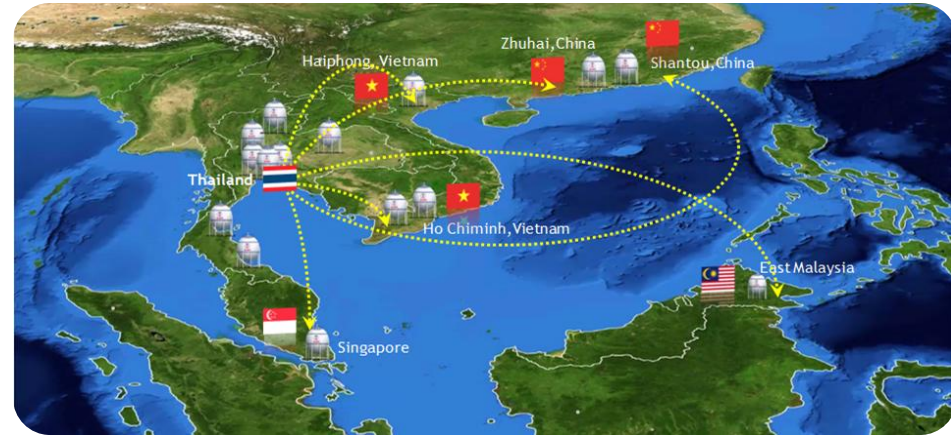 Zhuhai,China
Haiphong, Vietnam
Shantou,China
Thailand
Ho Chiminh,Vietnam
East Malaysia
Singapore